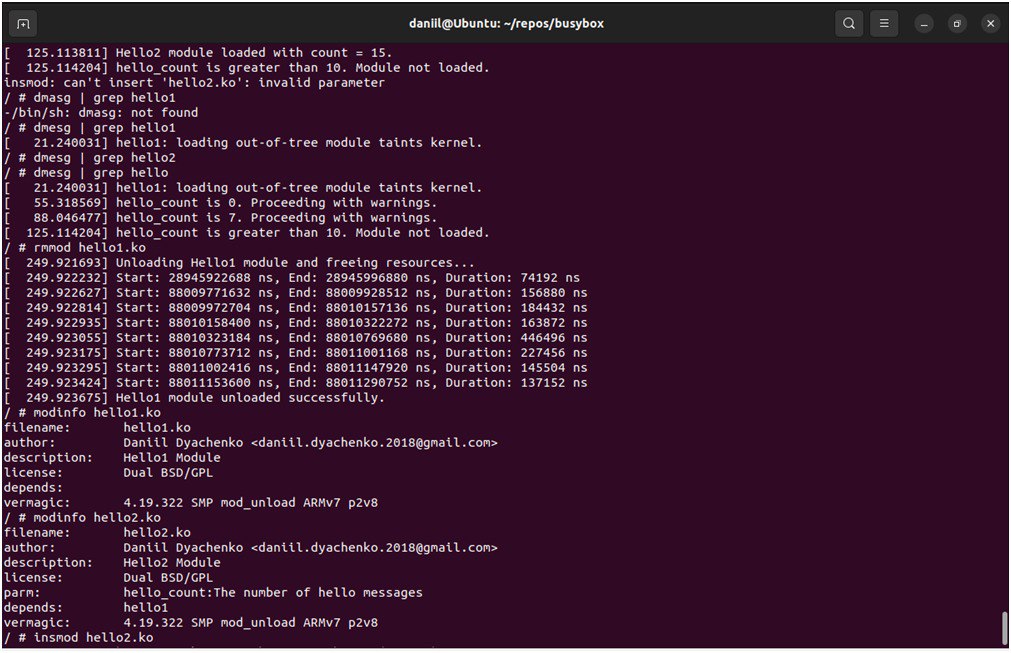 daniil@Ubuntu: ~/repos/busybox
[  125.113811] Hello2 module loaded with count = 15.
[  125.114204] hello_count is greater than 10. Module not loaded.
insmod: can't insert 'hello2.ko': invalid parameter
/ # dmasg | grep hello1
-/bin/sh: dmasg: not found
/ # dmesg | grep hello1
[   21.240031] hello1: loading out-of-tree module taints kernel.
/ # dmesg | grep hello2
/ # dmesg | grep hello
[   21.240031] hello1: loading out-of-tree module taints kernel.
[   55.318569] hello_count is 0. Proceeding with warnings.
[   88.046477] hello_count is 7. Proceeding with warnings.
[  125.114204] hello_count is greater than 10. Module not loaded.
/ # rmmod hello1.ko
[  249.921693] Unloading Hello1 module and freeing resources...
[  249.922232] Start: 28945922688 ns, End: 28945996880 ns, Duration: 74192 ns
[  249.922627] Start: 88009771632 ns, End: 88009928512 ns, Duration: 156880 ns
[  249.922814] Start: 88009972704 ns, End: 88010157136 ns, Duration: 184432 ns
[  249.922935] Start: 88010158400 ns, End: 88010322272 ns, Duration: 163872 ns
[  249.923055] Start: 88010323184 ns, End: 88010769680 ns, Duration: 446496 ns
[  249.923175] Start: 88010773712 ns, End: 88011001168 ns, Duration: 227456 ns
[  249.923295] Start: 88011002416 ns, End: 88011147920 ns, Duration: 145504 ns
[  249.923424] Start: 88011153600 ns, End: 88011290752 ns, Duration: 137152 ns
[  249.923675] Hello1 module unloaded successfully.
/ # modinfo hello1.ko
filename:       hello1.ko
author:         Daniil Dyachenko <daniil.dyachenko.2018@gmail.com>
description:    Hello1 Module
license:        Dual BSD/GPL
depends:
vermagic:       4.19.322 SMP mod_unload ARMv7 p2v8
/ # modinfo hello2.ko
filename:       hello2.ko
author:         Daniil Dyachenko <daniil.dyachenko.2018@gmail.com>
description:    Hello2 Module
license:        Dual BSD/GPL
parm:           hello_count:The number of hello messages
depends:        hello1
vermagic:       4.19.322 SMP mod_unload ARMv7 p2v8
/ # insmod hello2.ko